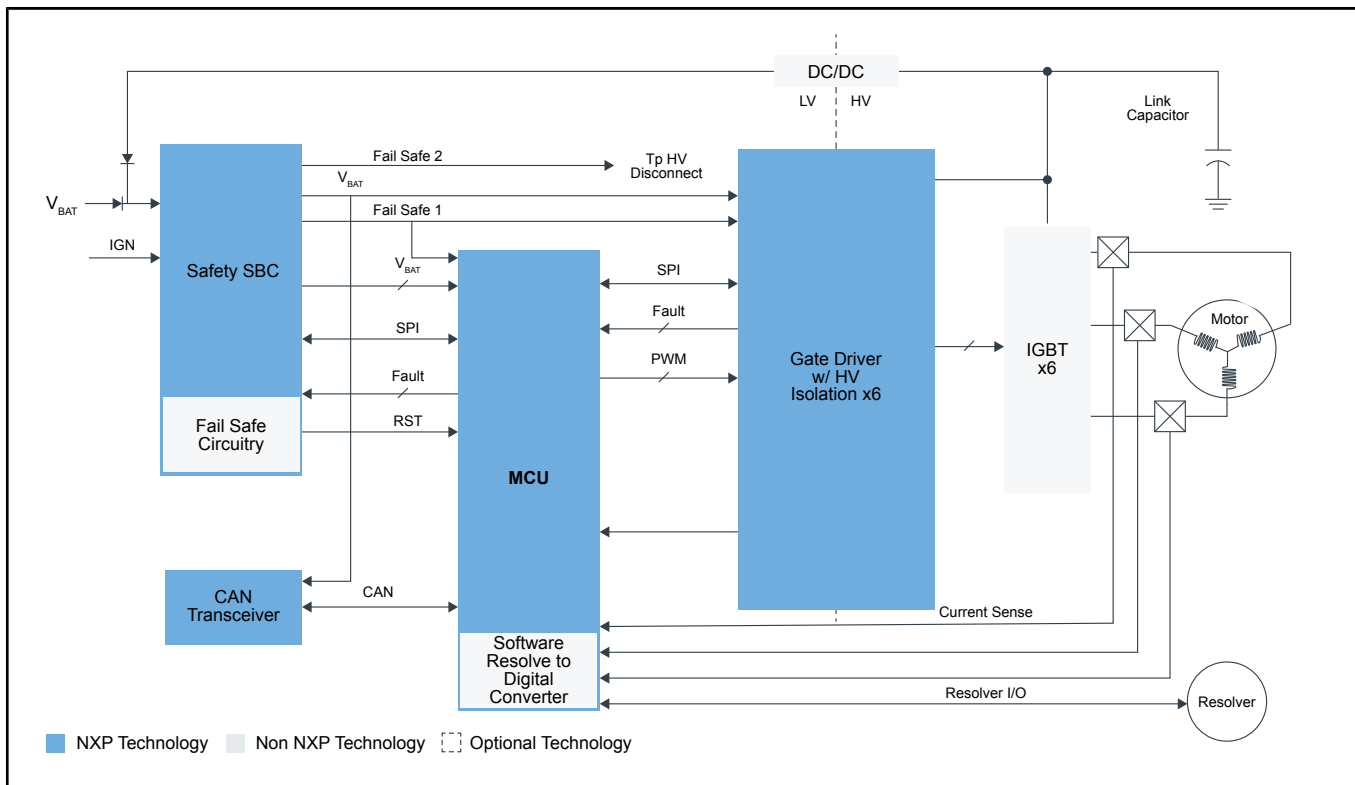 DC/DC
LV HV
Link
Capacitor
Fail Safe 2
Tp HV
Disconnect
VBAT
VBAT
Fail Safe 1
IGN
Safety SBC
VBAT
SPI
SPI
Fault
Motor
Gate Driver
w/ HV
Isolation x6
IGBT
x6
PWM
Fault
Fail Safe
Circuitry
RST
MCU
CAN
Transceiver
CAN
Current Sense
Software
Resolve to
Digital
Converter
Resolver I/O
Resolver
NXP Technology
Non NXP Technology
Optional Technology